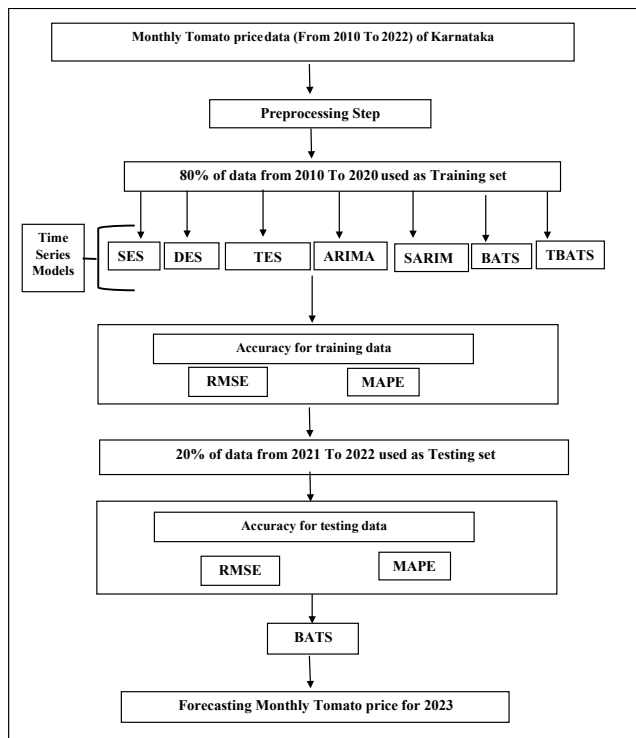 Monthly Tomato price data (From 2010 To 2022) of Karnataka
Preprocessing Step
80% of data from 2010 To 2020 used as Training set
Time
Series
Models
SES
DES
TES
ARIMA
SARIM
BATS
TBATS
Accuracy for training data
RMSE
MAPE
20% of data from 2021 To 2022 used as Testing set
Accuracy for testing data
RMSE
MAPE
BATS
Forecasting Monthly Tomato price for 2023